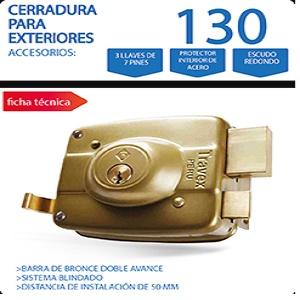 CERRADURA
PARA
EXTERIORES
ACCESORIOS:
130
3 LLAVES DE
7 PINES
PROTECTOR
INTERIOR DE
ACERO
ESCUDO
REDONDO
ficha técnica
Travex
PERU
>BARRA DE BRONCE DOBLE AVANCE
>SISTEMA BLINDADO
>DISTANCIA DE INSTALACIÓN DE 50 MM